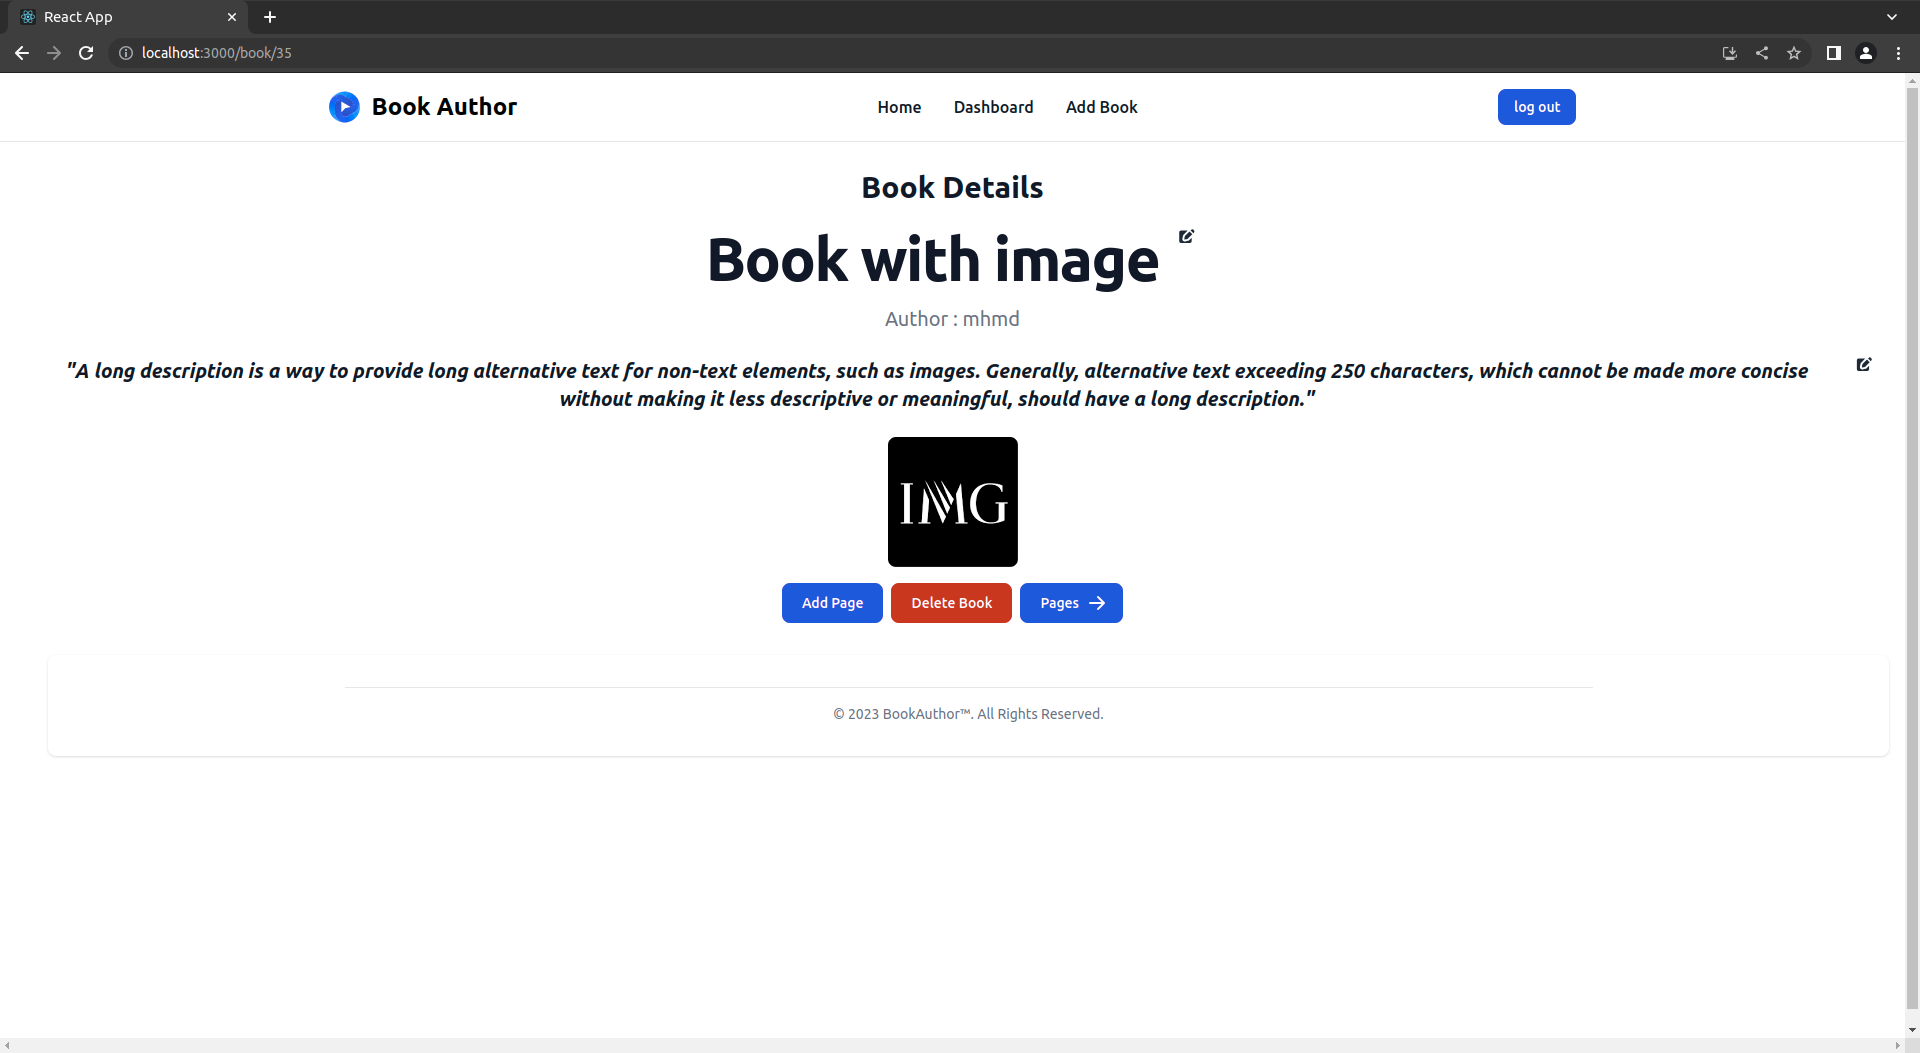 React App
localhost:3000/book/35
Book Author
Home Dashboard Add Book
log out
Book Details
Book with image
Author : mhmd
"A long description is a way to provide long alternative text for non-text elements, such as images. Generally, alternative text exceeding 250 characters, which cannot be made more concise
without making it less descriptive or meaningful, should have a long description."
IMG
Add Page Delete Book Pages
© 2023 BookAuthor™. All Rights Reserved.